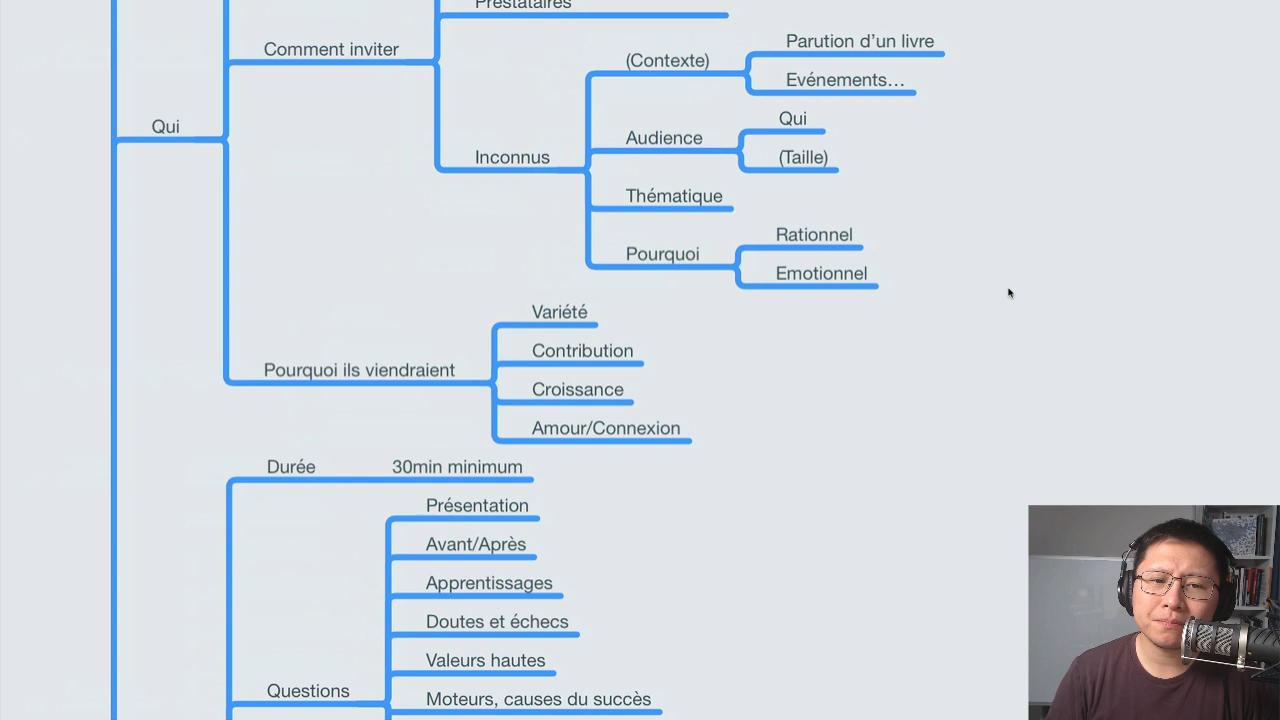 Prestataires
Comment inviter
(Contexte)
Parution d’un livre
Evénements…
Qui
Inconnus
Audience
Qui
(Taille)
Thématique
Pourquoi
Rationnel
Emotionnel
Pourquoi ils viendraient
Variété
Contribution
Croissance
Amour/Connexion
Durée
30min minimum
Questions
Présentation
Avant/Après
Apprentissages
Doutes et échecs
Valeurs hautes
Moteurs, causes du succès